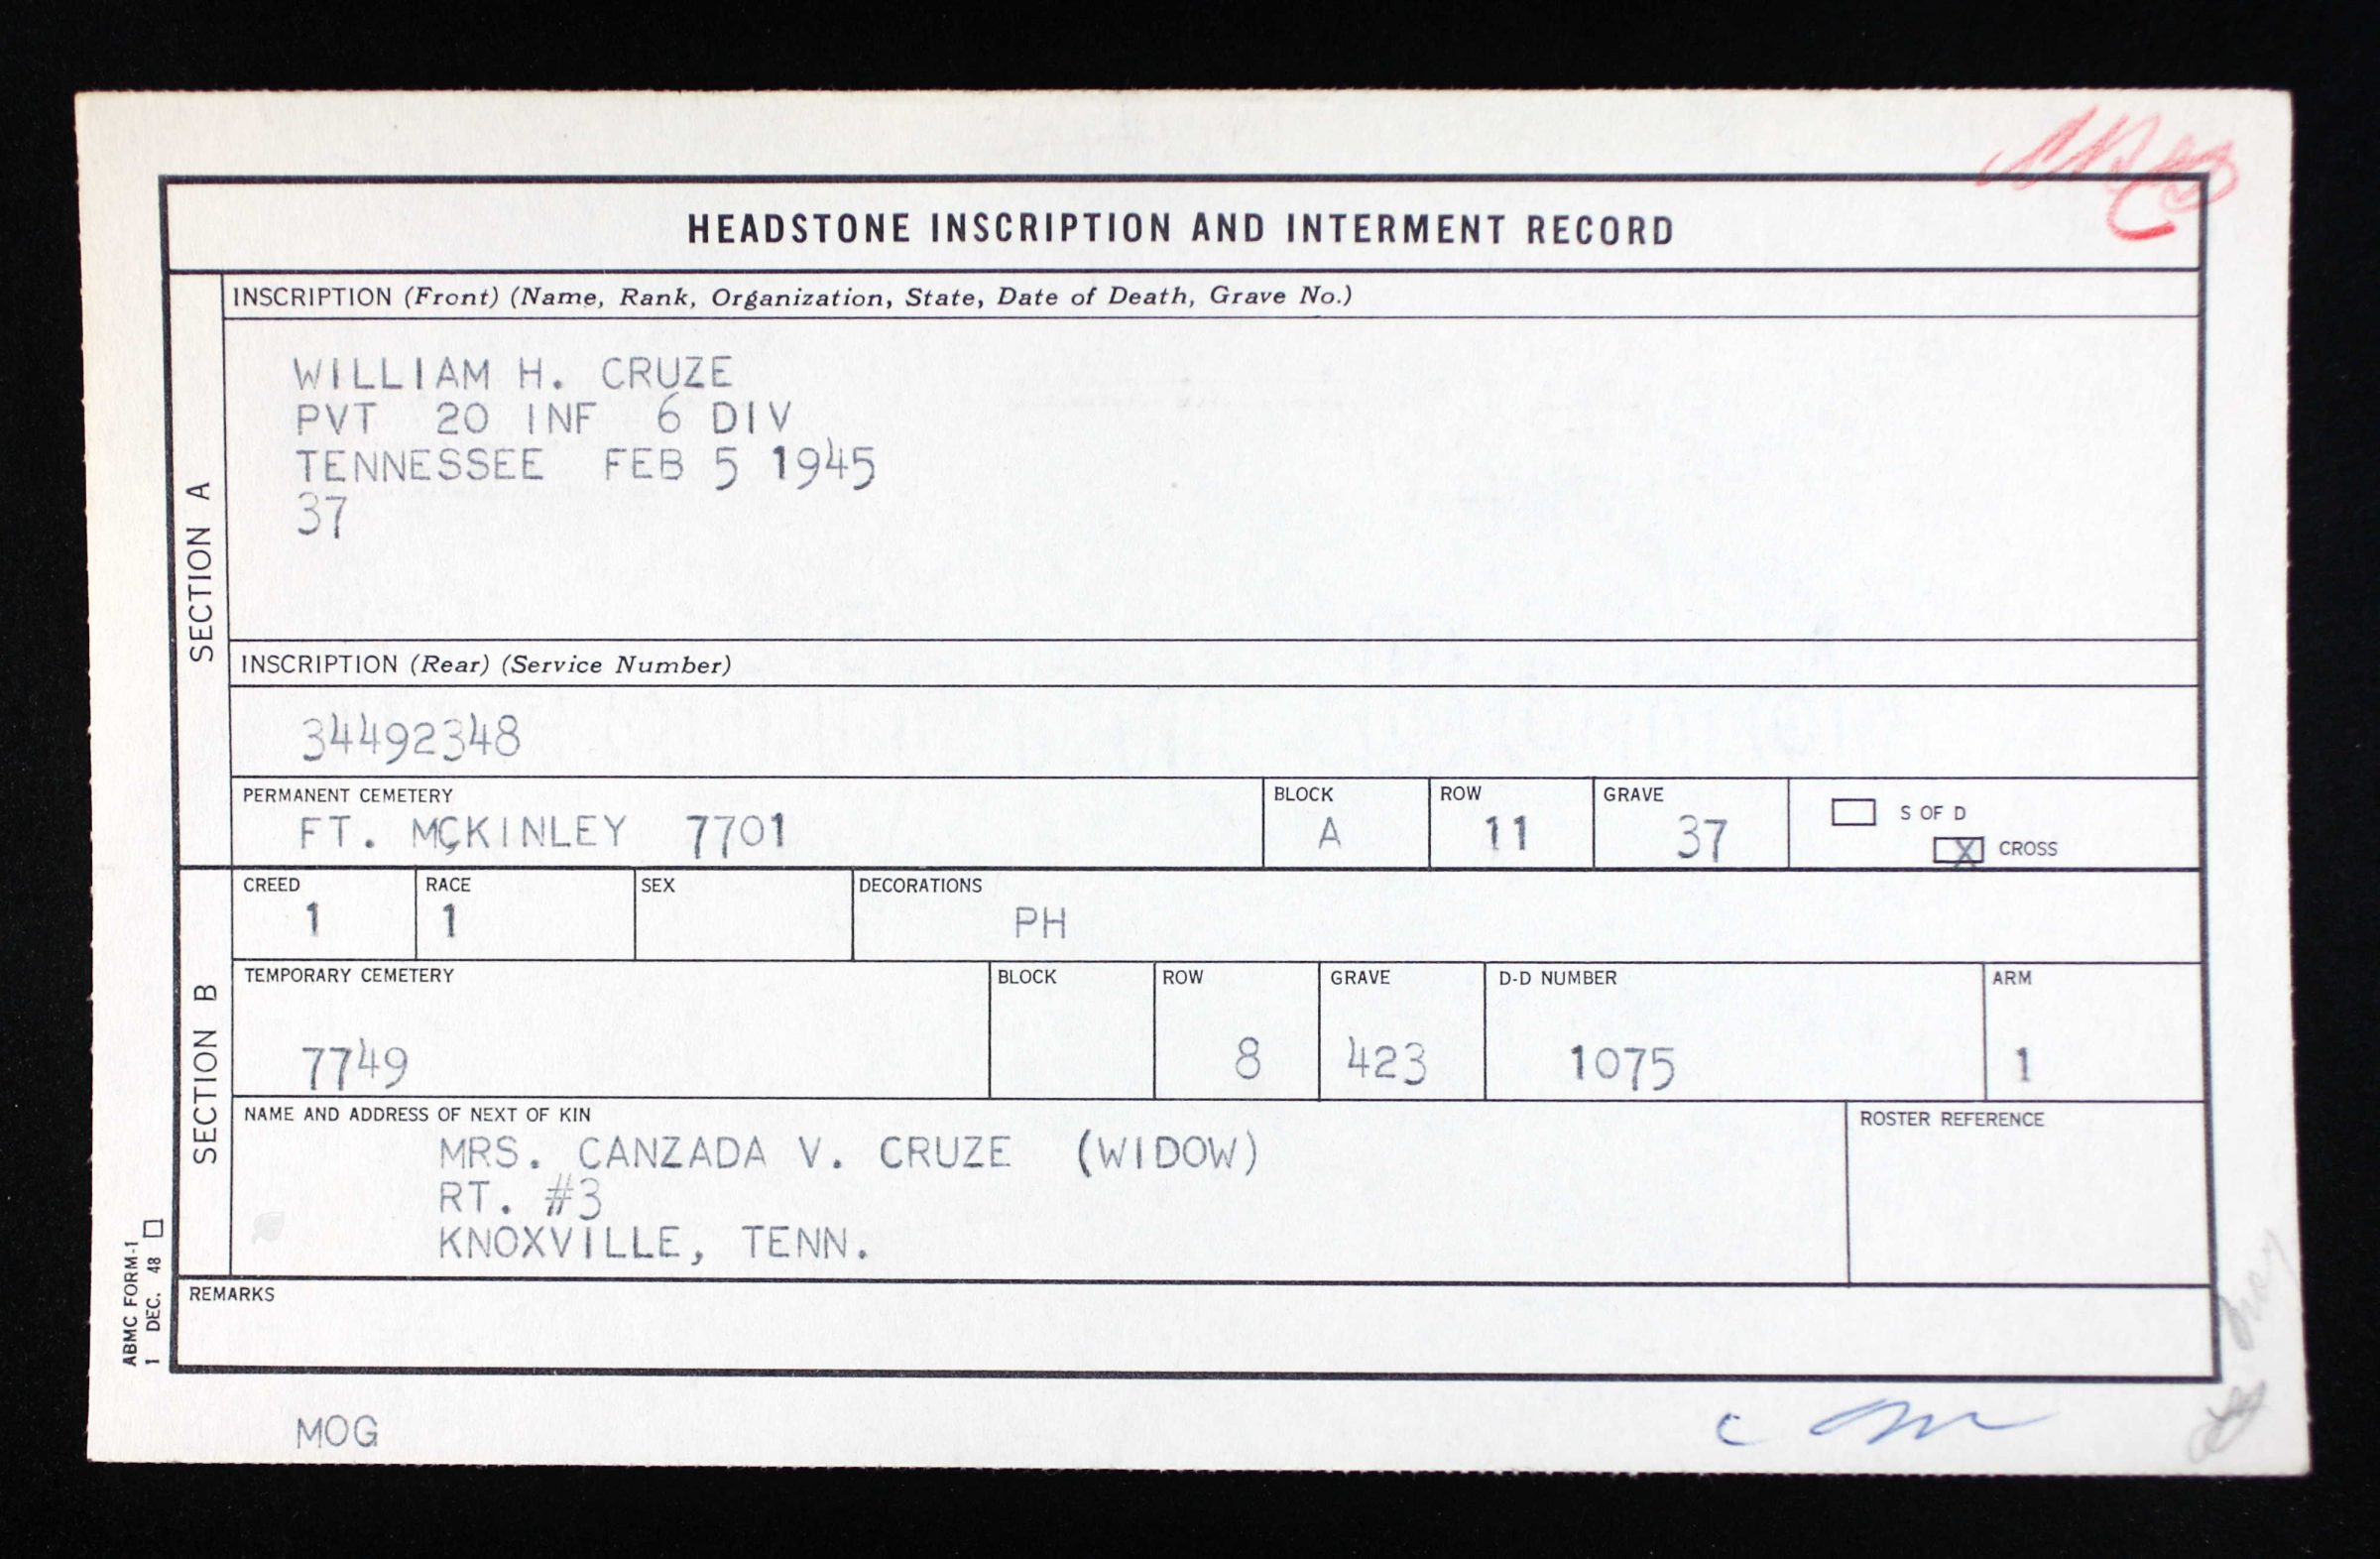 HEADSTONE INSCRIPTION AND INTERMENT RECORD
SECTION A
INSCRIPTION (Front) (Name, Rank, Organization, State, Date of Death, Grave No.)
WILLIAM H. CRUZE
PVT 20 INF 6 DIV
TENNESSEE FEB 5 1945
37
INSCRIPTION (Rear) (Service Number)
34492348
PERMANENT CEMETERY BLOCK ROW GRAVE
FT. MCKINLEY 7701 A 11 37
S OF D
X CROSS
SECTION B
CREED RACE SEX DECORATIONS
1 1 PH
TEMPORARY CEMETERY BLOCK ROW GRAVE D-D NUMBER ARM
7749 8 423 1075 1
NAME AND ADDRESS OF NEXT OF KIN ROSTER REFERENCE
MRS. CANZADA V. CRUZE (WIDOW)
RT. #3
KNOXVILLE, TENN.
REMARKS
ABMC FORM-1
1 DEC. 48
MOG